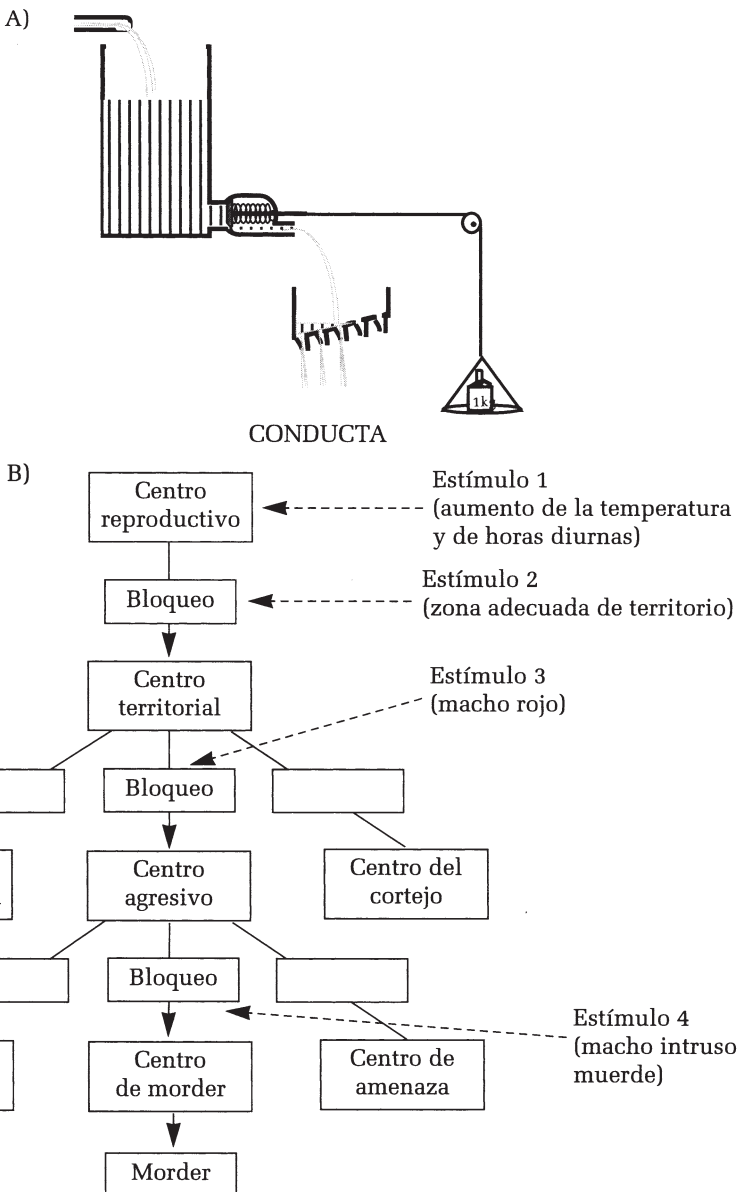 A)
1k
CONDUCTA
B)
Centro
reproductivo
Estímulo 1
(aumento de la temperatura
y de horas diurnas)
Bloqueo
Estímulo 2
(zona adecuada de territorio)
Centro
territorial
Estímulo 3
(macho rojo)
Bloqueo
Centro
agresivo
Centro del
cortejo
Bloqueo
Estímulo 4
(macho intruso
muerde)
Centro
de morder
Centro de
amenaza
Morder